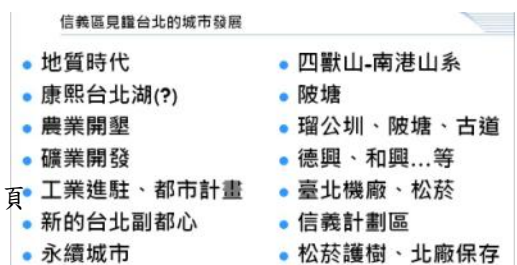 信義區見證台北的城市發展
地質時代
康熙台北湖(?)
農業開墾
礦業開發
工業進駐、都市計畫
新的台北副都心
永續城市
四獸山-南港山系
陂塘
瑠公圳、陂塘、古道
德興、和興...等
臺北機廠、松菸
信義計劃區
松菸護樹、北廠保存
頁